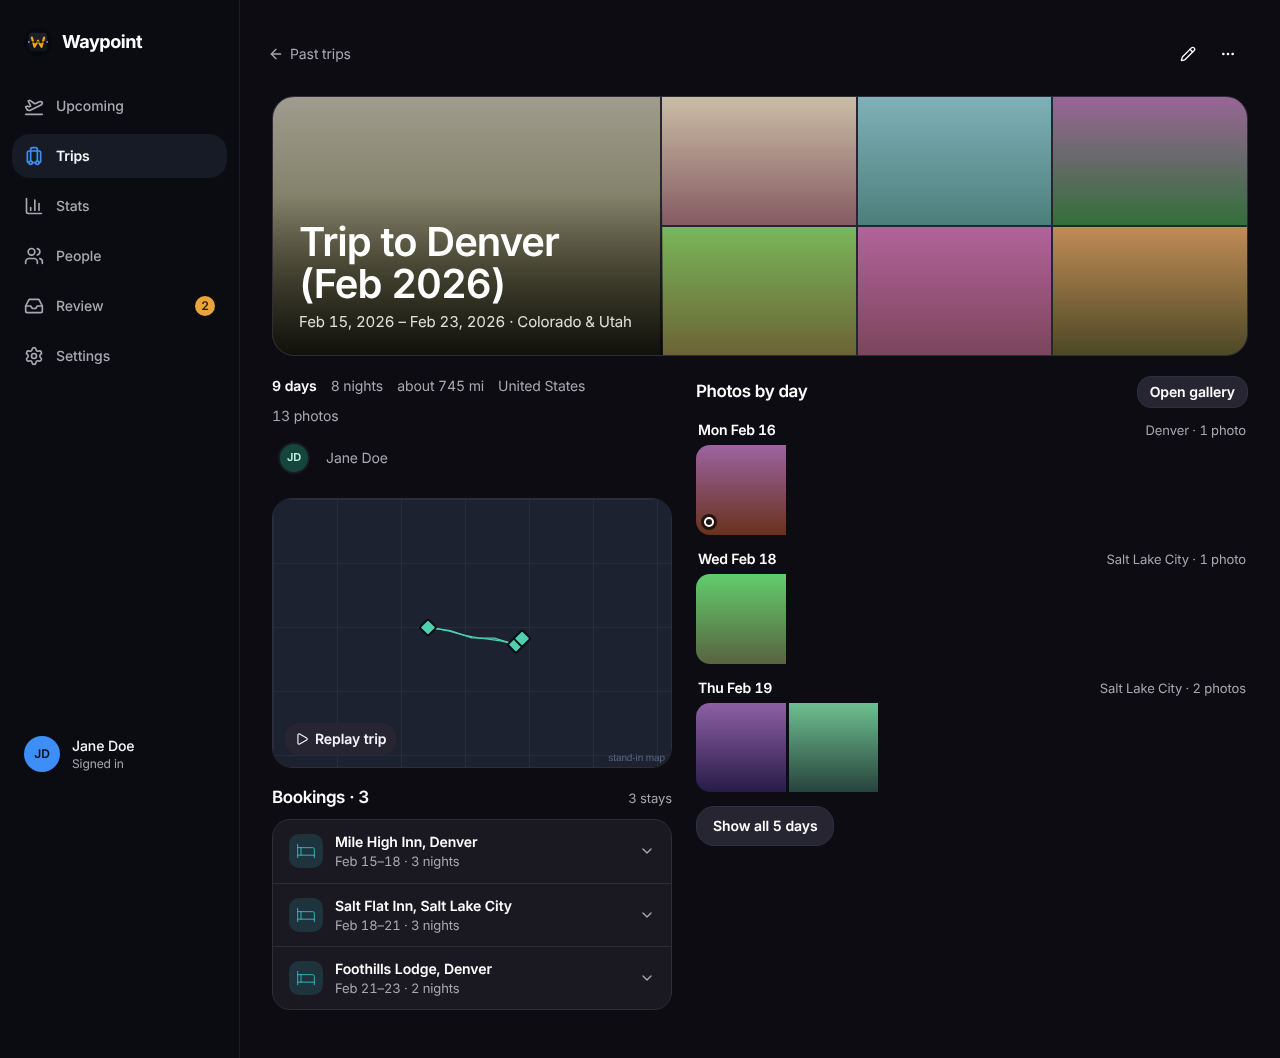 Waypoint
Upcoming
Trips
Stats
People
Review
2
Settings
JD
Jane Doe
Signed in
Past trips
Trip to Denver
(Feb 2026)
Feb 15, 2026 – Feb 23, 2026 · Colorado & Utah
9 days 8 nights about 745 mi United States
13 photos
JD
Jane Doe
Replay trip
stand-in map
Bookings · 3
3 stays
Mile High Inn, Denver
Feb 15–18 · 3 nights
Salt Flat Inn, Salt Lake City
Feb 18–21 · 3 nights
Foothills Lodge, Denver
Feb 21–23 · 2 nights
Photos by day
Open gallery
Mon Feb 16
Denver · 1 photo
Wed Feb 18
Salt Lake City · 1 photo
Thu Feb 19
Salt Lake City · 2 photos
Show all 5 days